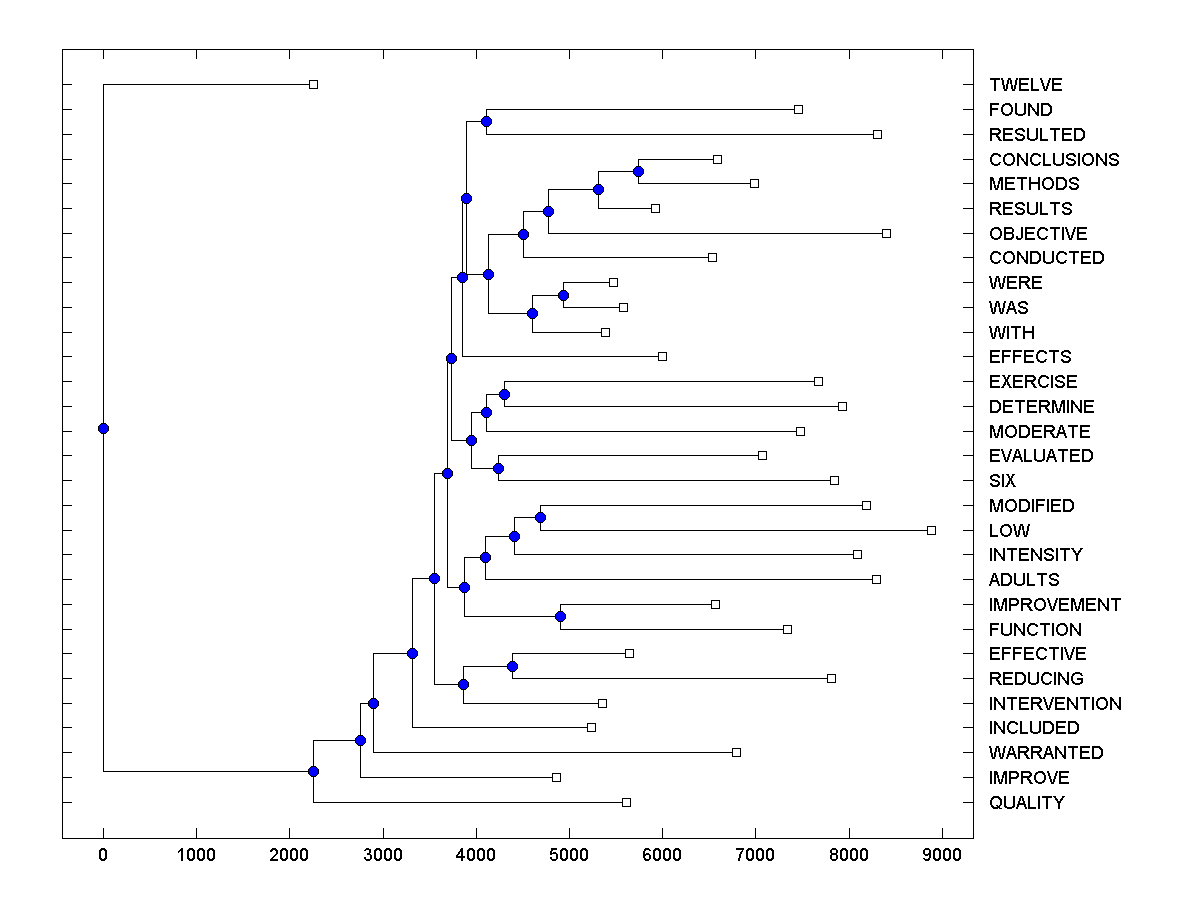 TWELVE
FOUND
RESULTED
CONCLUSIONS
METHODS
RESULTS
OBJECTIVE
CONDUCTED
WERE
WAS
WITH
EFFECTS
EXERCISE
DETERMINE
MODERATE
EVALUATED
SIX
MODIFIED
LOW
INTENSITY
ADULTS
IMPROVEMENT
FUNCTION
EFFECTIVE
REDUCING
INTERVENTION
INCLUDED
WARRANTED
IMPROVE
QUALITY
0 1000 2000 3000 4000 5000 6000 7000 8000 9000